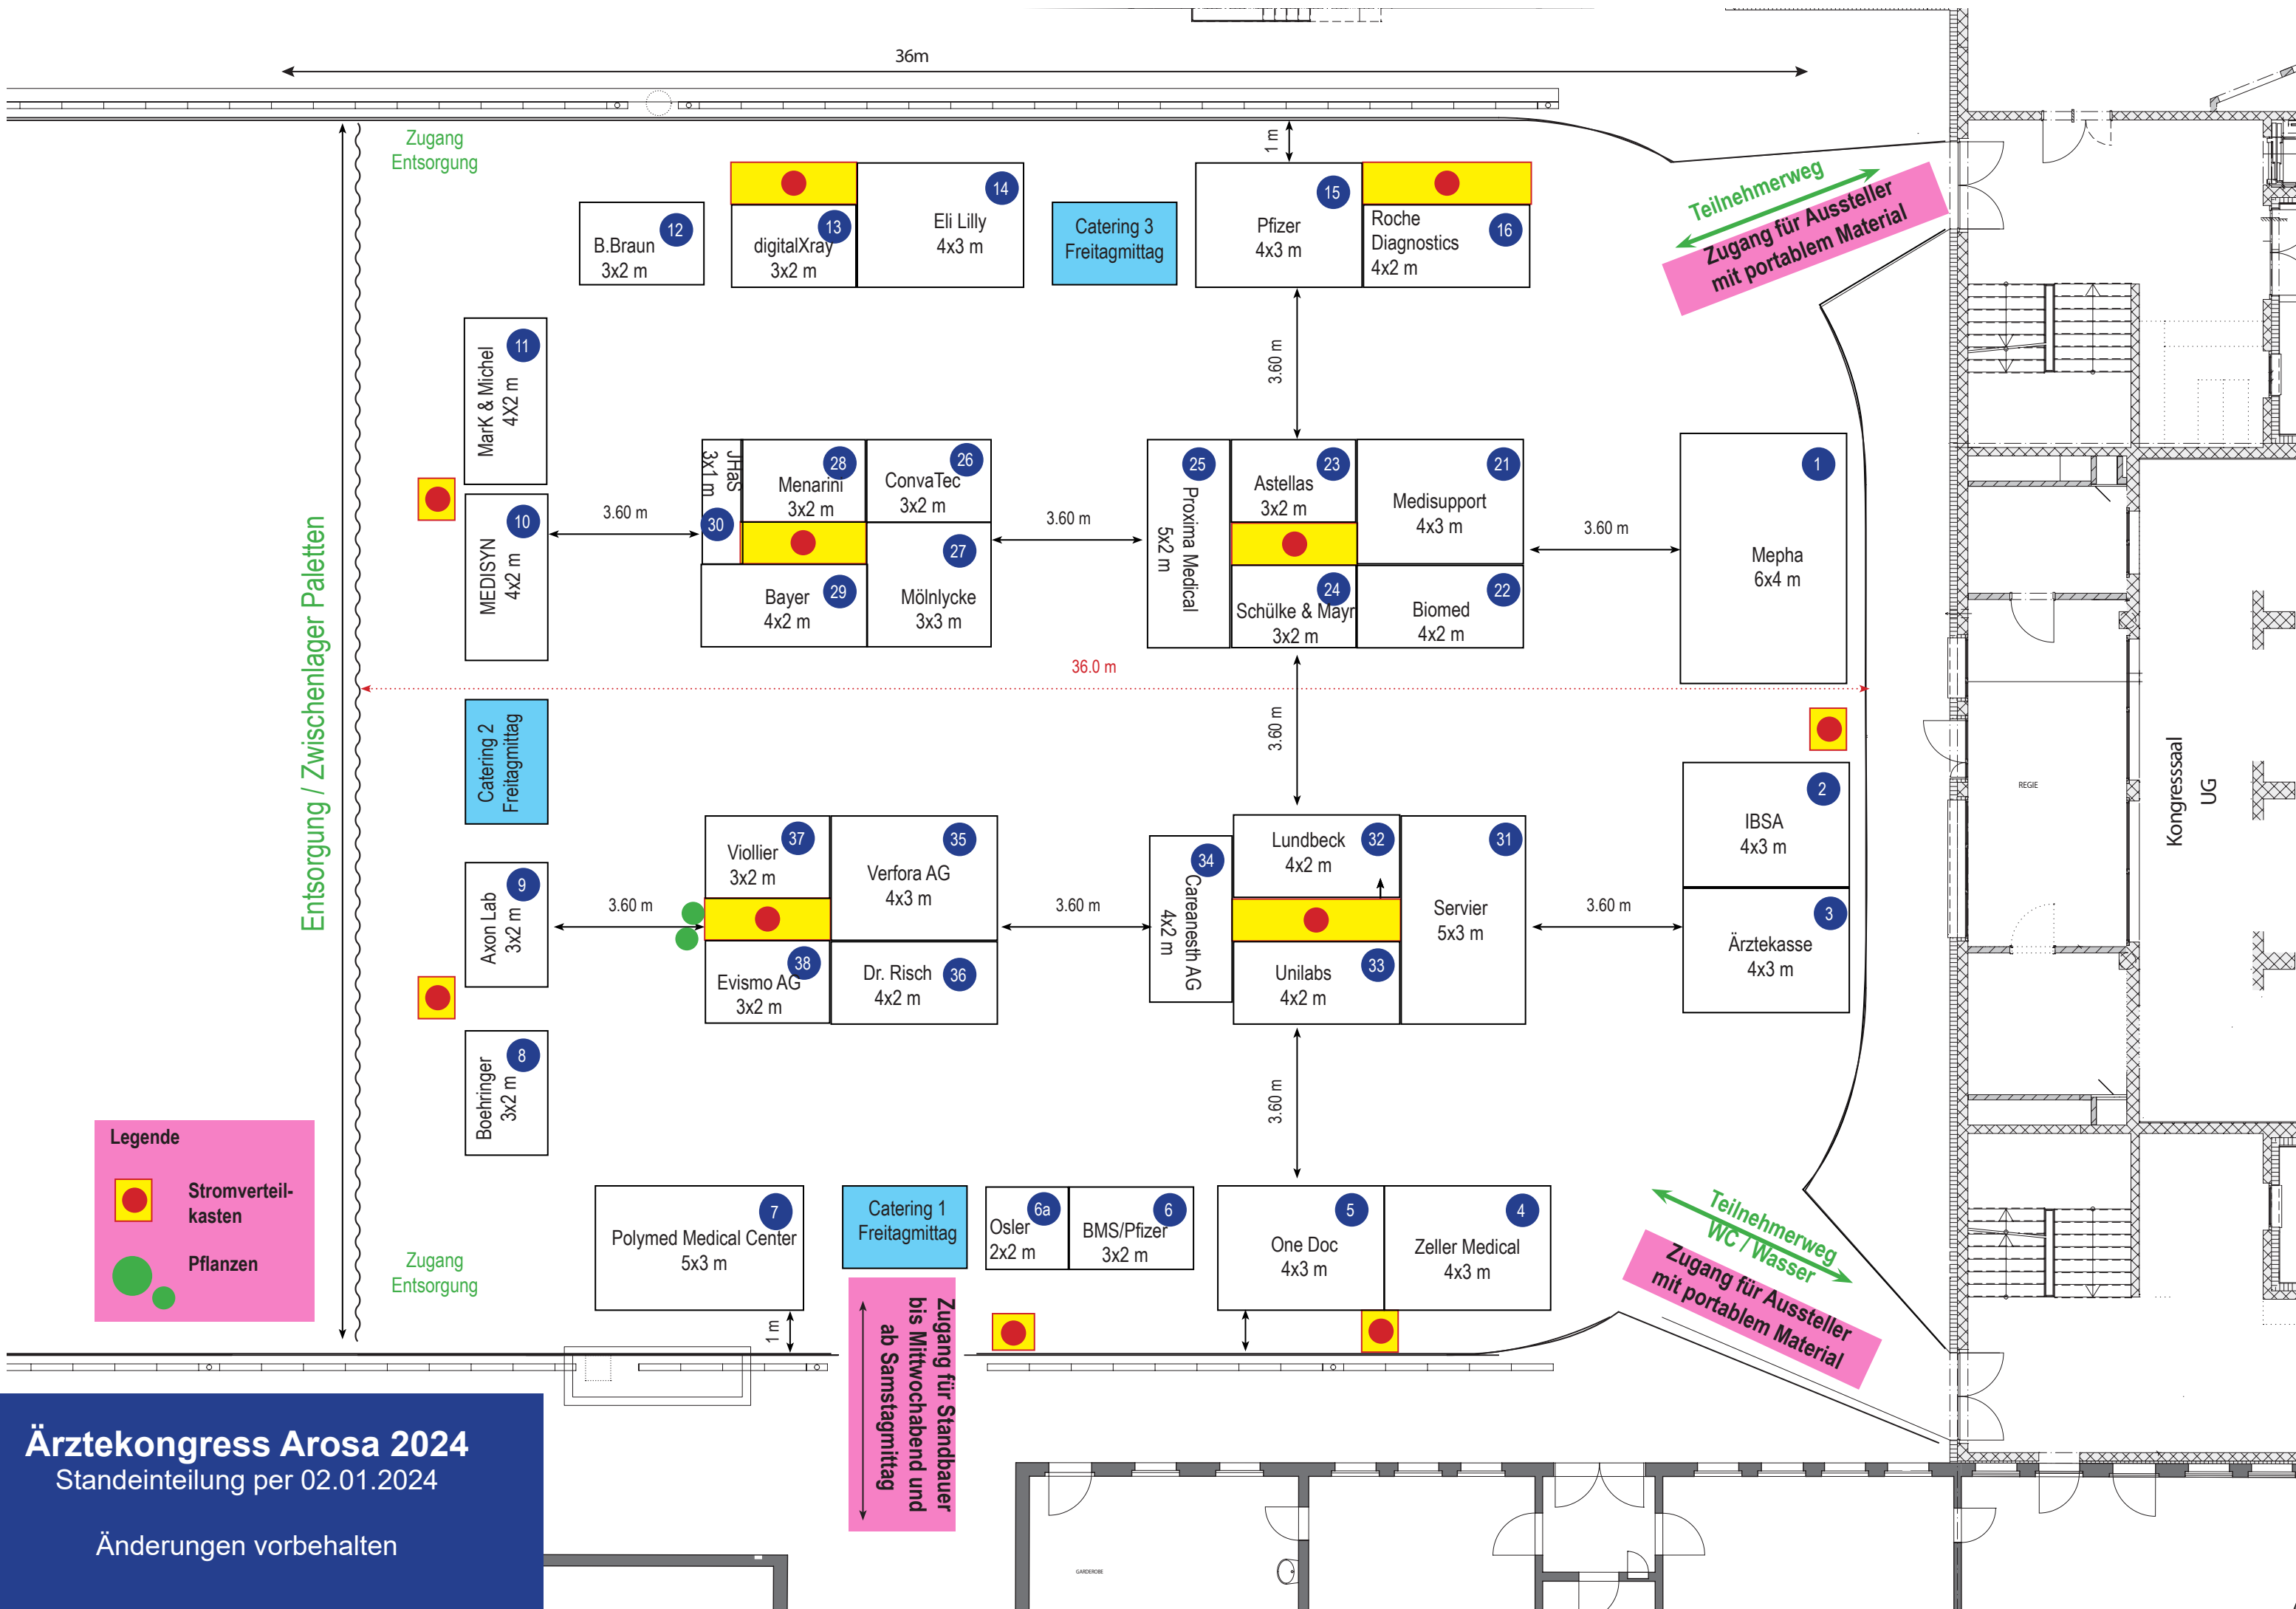 36m
Zugang
Entsorgung
1 m
14
Eli Lilly
4x3 m
13
digitalXray
3x2 m
12
B.Braun
3x2 m
Catering 3
Freitagmittag
15
Pfizer
4x3 m
Roche
Diagnostics
4x2 m
16
Teilnehmerweg
Zugang für Aussteller
mit portablem Material
11
MarK & Michel
4X2 m
3.60 m
10
MEDISYN
4x2 m
3.60 m
JHaS
3x1 m
30
28
Menarini
3x2 m
26
ConvaTec
3x2 m
27
Mölnlycke
3x3 m
29
Bayer
4x2 m
3.60 m
25
Proxima Medical
5x2 m
23
Astellas
3x2 m
21
Medisupport
4x3 m
24
Schülke & Mayr
3x2 m
22
Biomed
4x2 m
3.60 m
1
Mepha
6x4 m
Entsorgung / Zwischenlager Paletten
36.0 m
3.60 m
Catering 2
Freitagmittag
2
IBSA
4x3 m
3
Ärztekasse
4x3 m
REGIE
Kongresssaal
UG
9
Axon Lab
3x2 m
3.60 m
37
Viollier
3x2 m
35
Verfora AG
4x3 m
38
Evismo AG
3x2 m
Dr. Risch
4x2 m
36
3.60 m
34
Careanesth AG
4x2 m
Lundbeck
4x2 m
32
31
Servier
5x3 m
Unilabs
4x2 m
33
3.60 m
8
Boehringer
3x2 m
3.60 m
Legende
Stromverteil-
kasten
Pflanzen
Zugang
Entsorgung
7
Polymed Medical Center
5x3 m
1 m
Catering 1
Freitagmittag
6a
Osler
2x2 m
6
BMS/Pfizer
3x2 m
5
One Doc
4x3 m
4
Zeller Medical
4x3 m
Teilnehmerweg
WC / Wasser
Zugang für Aussteller
mit portablem Material
Zugang für Standbauer
bis Mittwochabend und
ab Samstagmittag
Ärztekongress Arosa 2024
Standeinteilung per 02.01.2024
Änderungen vorbehalten
GARDEROBE